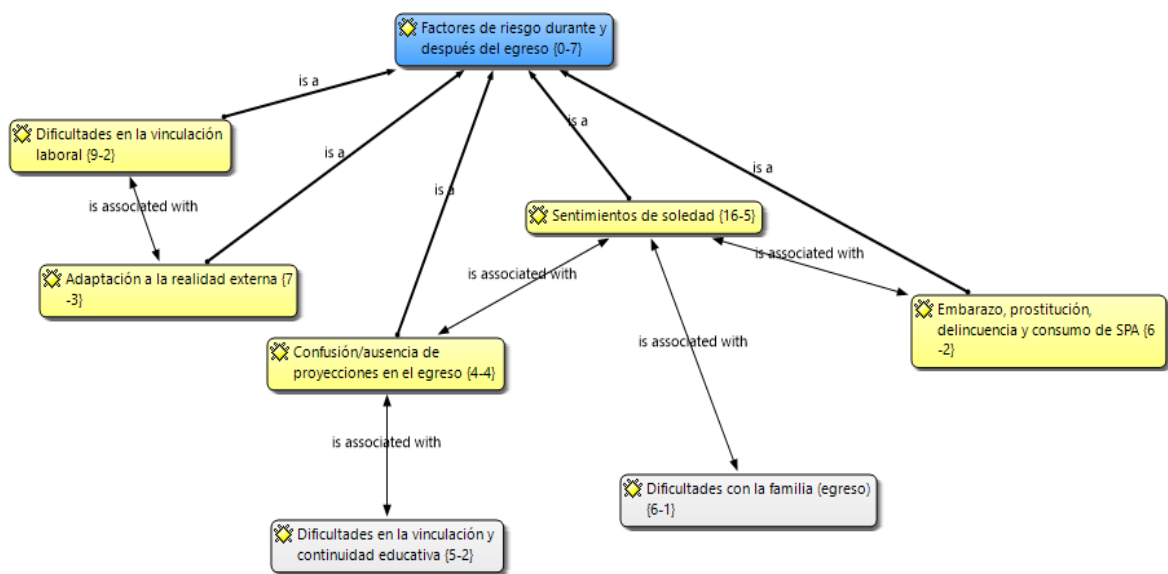 Factores de riesgo durante y
después del egreso {0-7}
is a
Dificultades en la vinculación
laboral {9-2}
is a
is a
is a
is a
is associated with
Sentimientos de soledad {16-5}
is associated with
is associated with
Adaptación a la realidad externa {7
-3}
Embarazo, prostitución,
delincuencia y consumo de SPA {6
-2}
is associated with
Confusión/ausencia de
proyecciones en el egreso {4-4}
is associated with
Dificultades con la familia (egreso)
{6-1}
Dificultades en la vinculación y
continuidad educativa {5-2}